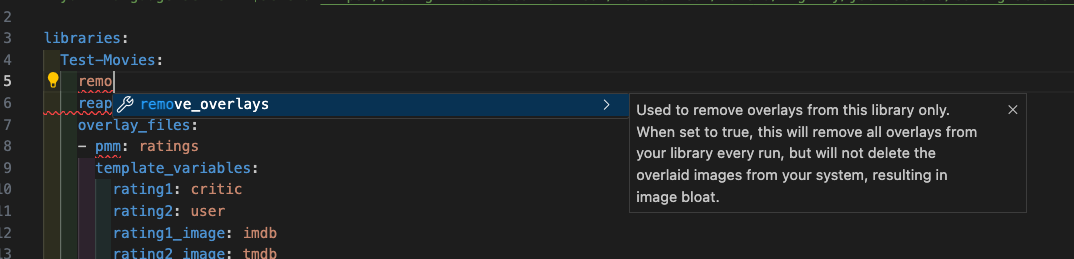 2
3 libraries:
4 Test-Movies:
5 remo
remove_overlays
6 reap
Used to remove overlays from this library only.
When set to true, this will remove all overlays from
your library every run, but will not delete the
overlaid images from your system, resulting in
image bloat.
7 overlay_files:
8 - pmm: ratings
9 template_variables:
10 rating1: critic
11 rating2: user
12 rating1_image: imdb
13 rating2_image: tmdb